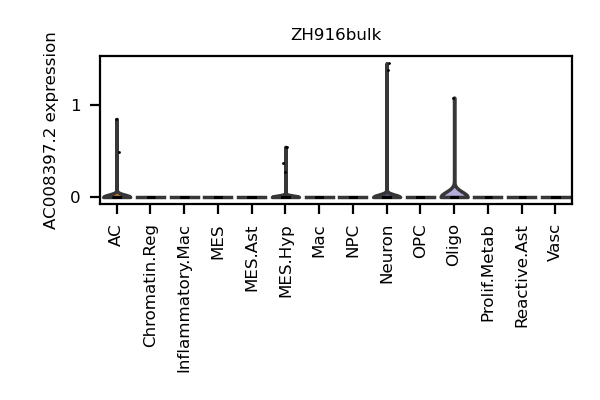 ZH916bulk
AC008397.2 expression
1
0
AC
Chromatin.Reg
Inflammatory.Mac
MES
MES.Ast
MES.Hyp
Mac
NPC
Neuron
OPC
Oligo
Prolif.Metab
Reactive.Ast
Vasc